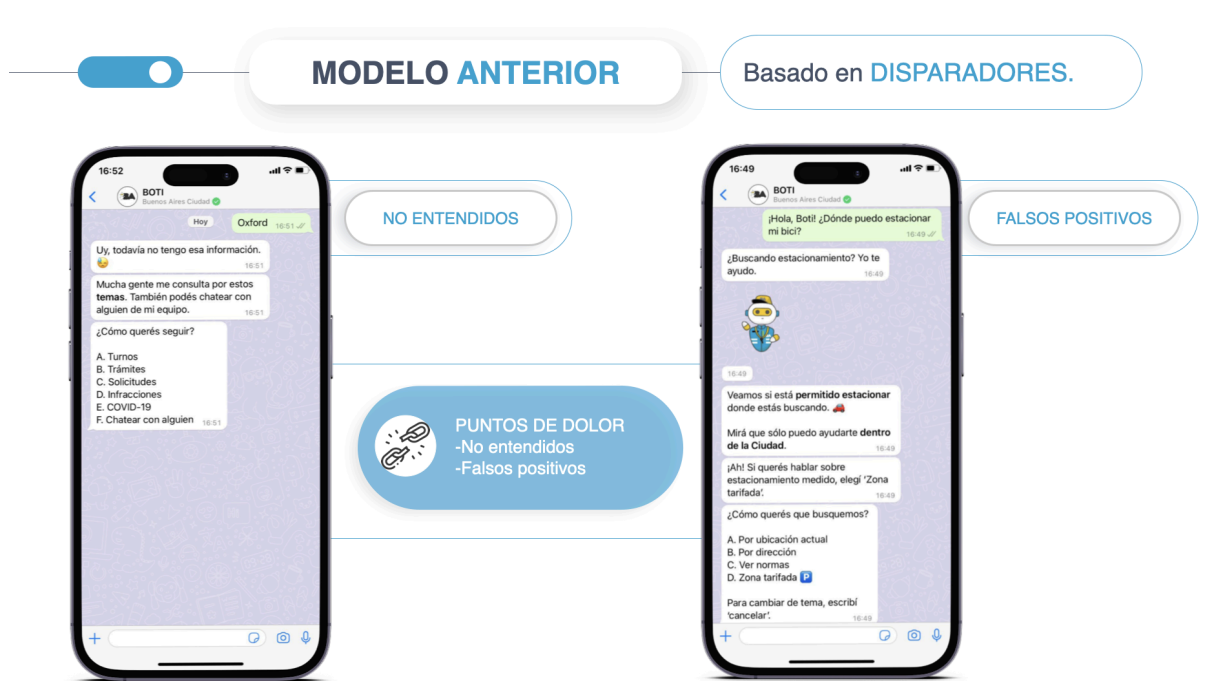 MODELO ANTERIOR
Basado en DISPARADORES.
16:52
BA
BOTI
Buenos Aires Ciudad
Hoy
Oxford 16:51
Uy, todavía no tengo esa información.
😅 16:51
Mucha gente me consulta por estos
temas. También podés chatear con
alguien de mi equipo. 16:51
¿Cómo querés seguir?
A. Turnos
B. Trámites
C. Solicitudes
D. Infracciones
E. COVID-19
F. Chatear con alguien 16:51
NO ENTENDIDOS
PUNTOS DE DOLOR
-No entendidos
-Falsos positivos
16:49
BA
BOTI
Buenos Aires Ciudad
¡Hola, Boti! ¿Dónde puedo estacionar
mi bici? 16:49
¿Buscando estacionamiento? Yo te
ayudo. 16:49
16:49
Veamos si está permitido estacionar
donde estás buscando. 🚗
Mirá que sólo puedo ayudarte dentro
de la Ciudad. 16:49
¡Ah! Si querés hablar sobre
estacionamiento medido, elegí ‘Zona
tarifada’. 16:49
¿Cómo querés que busquemos?
A. Por ubicación actual
B. Por dirección
C. Ver normas
D. Zona tarifada 🅿️
Para cambiar de tema, escribí
‘cancelar’. 16:49
FALSOS POSITIVOS